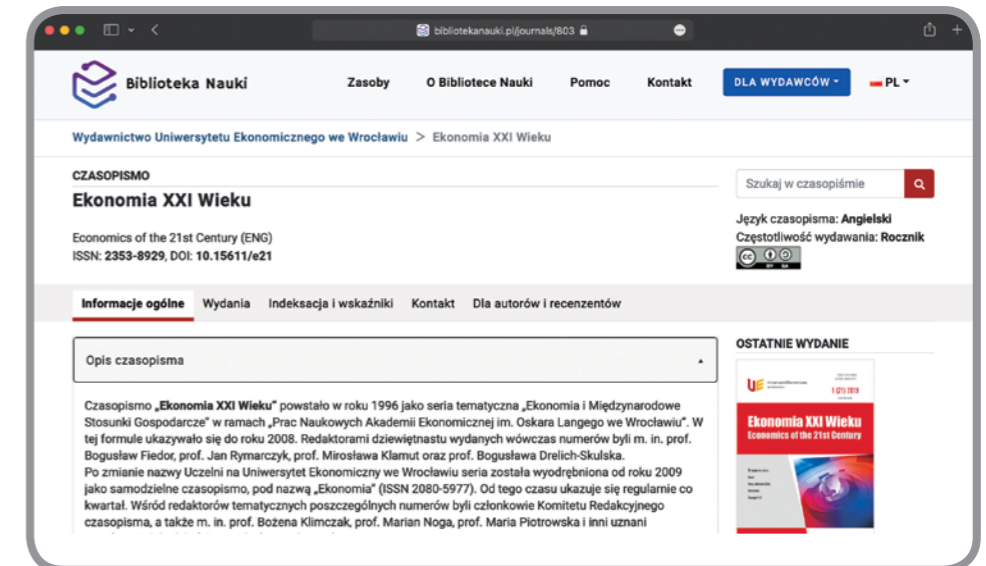 bibliotekanauki.pl/journals/803
Biblioteka Nauki
Zasoby
O Bibliotece Nauki
Pomoc
Kontakt
DLA WYDAWCÓW
PL
Wydawnictwo Uniwersytetu Ekonomicznego we Wrocławiu > Ekonomia XXI Wieku
CZASOPISMO
Ekonomia XXI Wieku
Economics of the 21st Century (ENG)
ISSN: 2353-8929, DOI: 10.15611/e21
Szukaj w czasopiśmie
Język czasopisma: Angielski
Częstotliwość wydawania: Rocznik
cc
BY SA
Informacje ogólne
Wydania
Indeksacja i wskaźniki
Kontakt
Dla autorów i recenzentów
Opis czasopisma
Czasopismo „Ekonomia XXI Wieku” powstało w roku 1996 jako seria tematyczna „Ekonomia i Międzynarodowe
Stosunki Gospodarcze” w ramach „Prac Naukowych Akademii Ekonomicznej im. Oskara Langego we Wrocławiu”. W
tej formule ukazywało się do roku 2008. Redaktorami dziewiętnastu wydanych wówczas numerów byli m. in. prof.
Bogusław Fiedor, prof. Jan Rymarczyk, prof. Mirosława Klamut oraz prof. Bogusława Drelich-Skulska.
Po zmianie nazwy Uczelni na Uniwersytet Ekonomiczny we Wrocławiu seria została wyodrębniona od roku 2009
jako samodzielne czasopismo, pod nazwą „Ekonomia” (ISSN 2080-5977). Od tego czasu ukazuje się regularnie co
kwartał. Wśród redaktorów tematycznych poszczególnych numerów byli członkowie Komitetu Redakcyjnego
czasopisma, a także m. in. prof. Bożena Klimczak, prof. Marian Noga, prof. Maria Piotrowska i inni uznani
OSTATNIE WYDANIE
UE
1 (21) 2019
Ekonomia XXI Wieku
Economics of the 21st Century